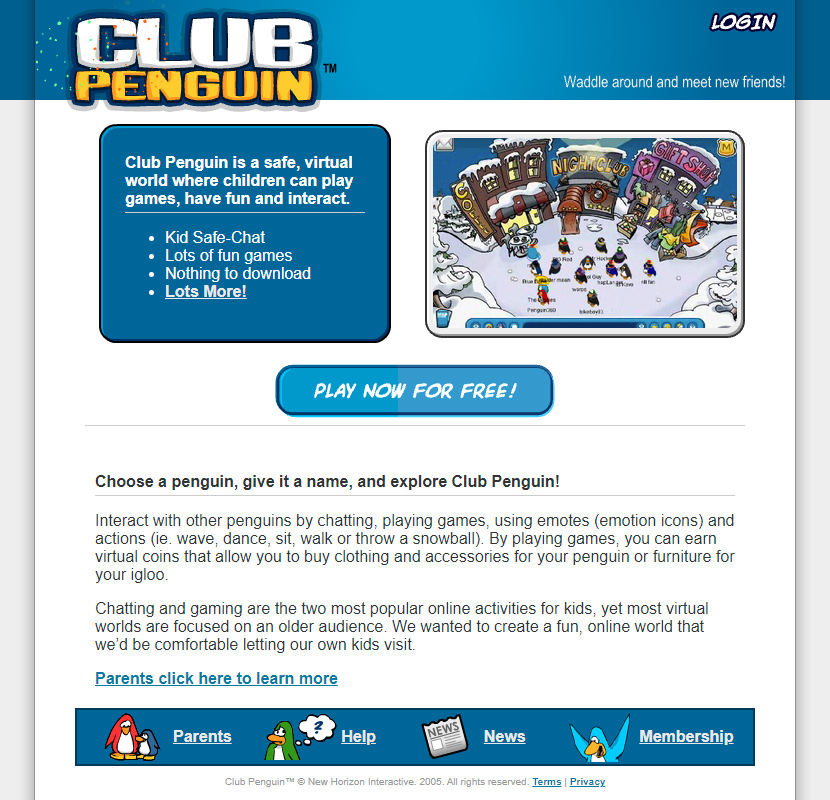 CLUB
PENGUIN™
LOGIN
Waddle around and meet new friends!
Club Penguin is a safe, virtual
world where children can play
games, have fun and interact.
• Kid Safe-Chat
• Lots of fun games
• Nothing to download
• Lots More!
NIGHTCLUB
GIFT SHOP
M
Penguin360
PLAY NOW FOR FREE!
Choose a penguin, give it a name, and explore Club Penguin!
Interact with other penguins by chatting, playing games, using emotes (emotion icons) and
actions (ie. wave, dance, sit, walk or throw a snowball). By playing games, you can earn
virtual coins that allow you to buy clothing and accessories for your penguin or furniture for
your igloo.
Chatting and gaming are the two most popular online activities for kids, yet most virtual
worlds are focused on an older audience. We wanted to create a fun, online world that
we'd be comfortable letting our own kids visit.
Parents click here to learn more
Parents
?
Help
NEWS
News
Membership
Club Penguin™ © New Horizon Interactive. 2005. All rights reserved. Terms | Privacy